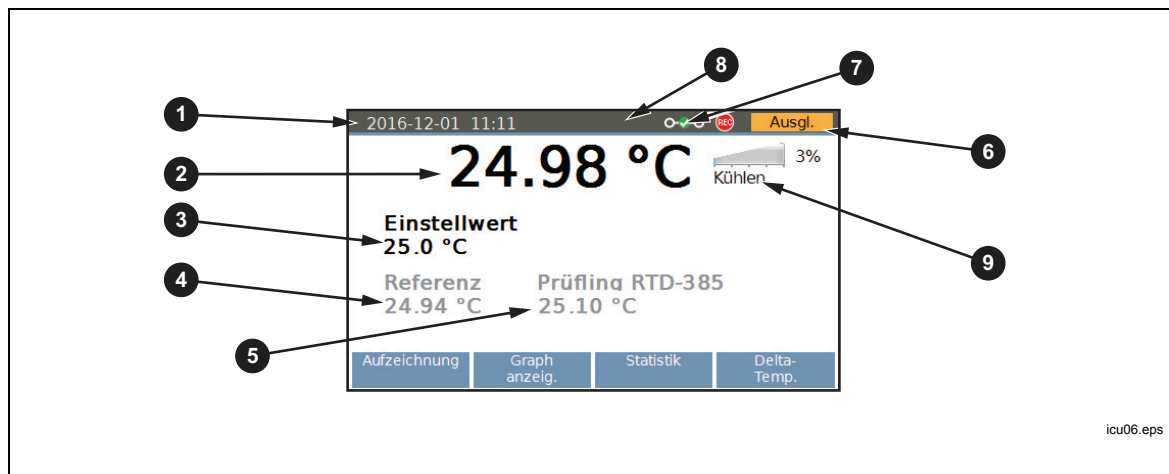 8
7
1
2016-12-01 11:11
REC
Ausgl.
6
2
24.98 °C
3%
Kühlen
3
Einstellwert
25.0 °C
9
4
Referenz
Prüfling RTD-385
24.94 °C
25.10 °C
5
Aufzeichnung
Graph
anzeig.
Statistik
Delta-
Temp.
icu06.eps